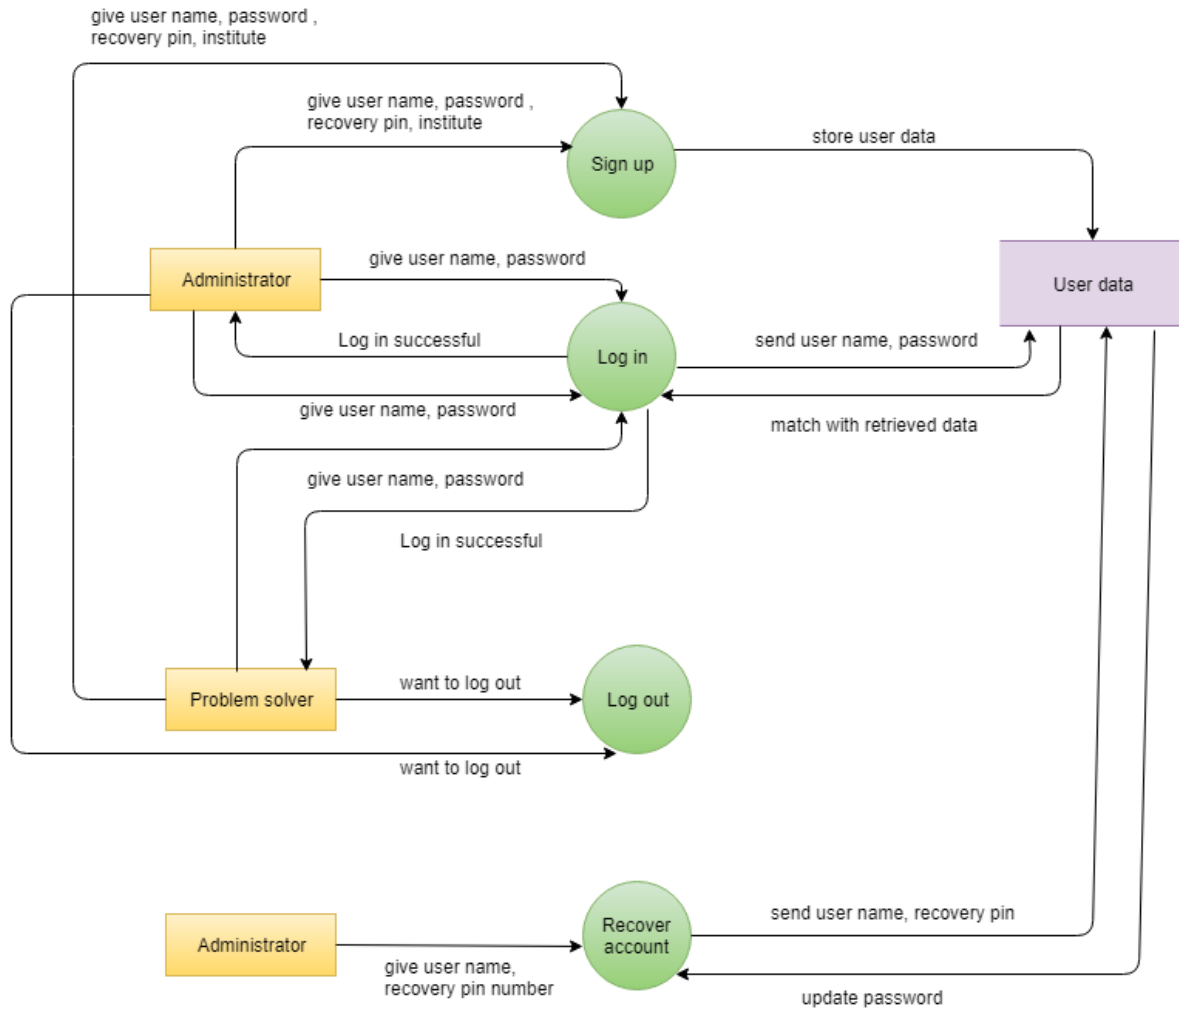 give user name, password ,
recovery pin, institute
give user name, password ,
recovery pin, institute
Sign up
store user data
Administrator
give user name, password
User data
Log in successful
Log in
send user name, password
give user name, password
match with retrieved data
give user name, password
Log in successful
Problem solver
want to log out
Log out
want to log out
Administrator
give user name,
recovery pin number
Recover
account
send user name, recovery pin
update password